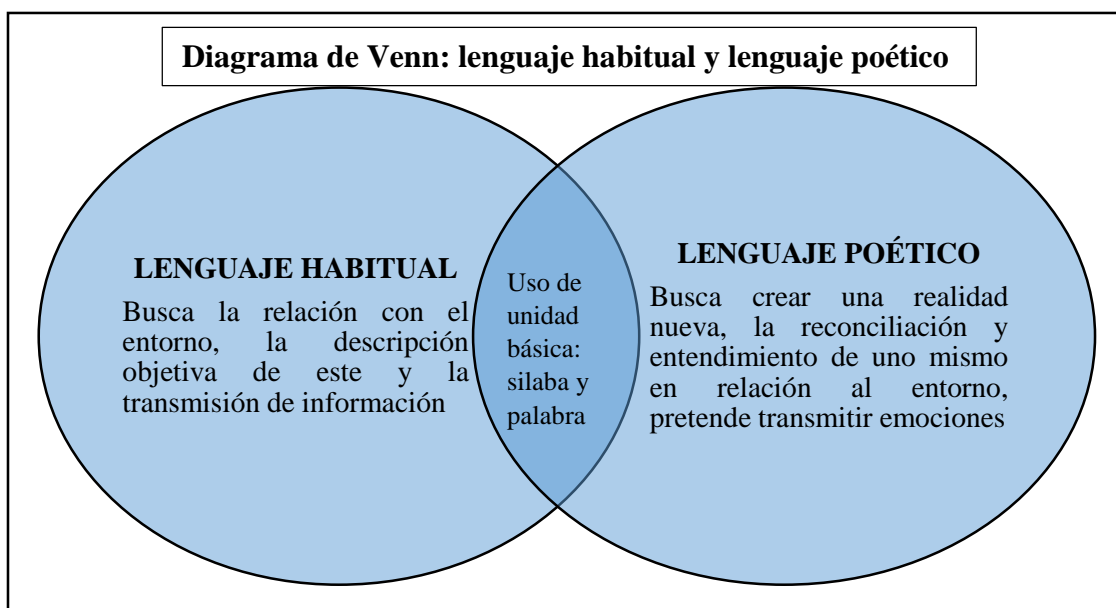 Diagrama de Venn: lenguaje habitual y lenguaje poético
LENGUAJE HABITUAL
Busca la relación con el
entorno, la descripción
objetiva de este y la
transmisión de información
Uso de
unidad
básica:
silaba y
palabra
LENGUAJE POÉTICO
Busca crear una realidad
nueva, la reconciliación y
entendimiento de uno mismo
en relación al entorno,
pretende transmitir emociones